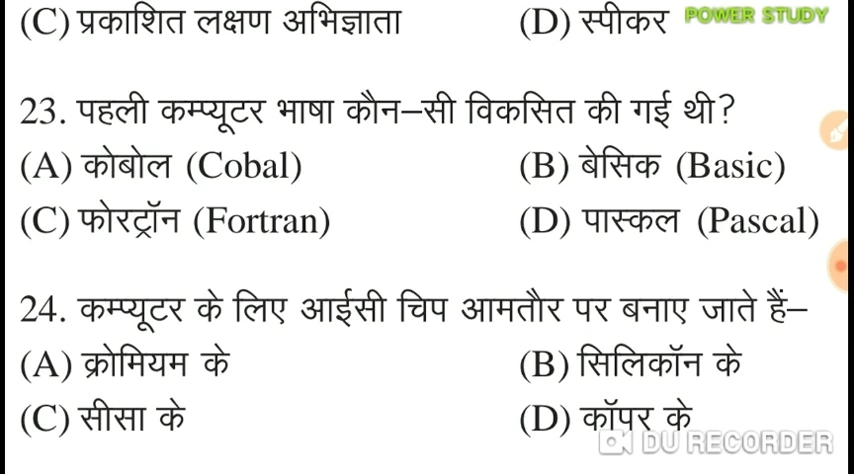 (C) प्रकाशित लक्षण अभिज्ञाता (D) स्पीकर POWER STUDY
23. पहली कम्प्यूटर भाषा कौन–सी विकसित की गई थी?
(A) कोबोल (Cobal) (B) बेसिक (Basic)
(C) फोरट्रॉन (Fortran) (D) पास्कल (Pascal)
24. कम्प्यूटर के लिए आईसी चिप आमतौर पर बनाए जाते हैं–
(A) क्रोमियम के (B) सिलिकॉन के
(C) सीसा के (D) कॉपर के
DU RECORDER